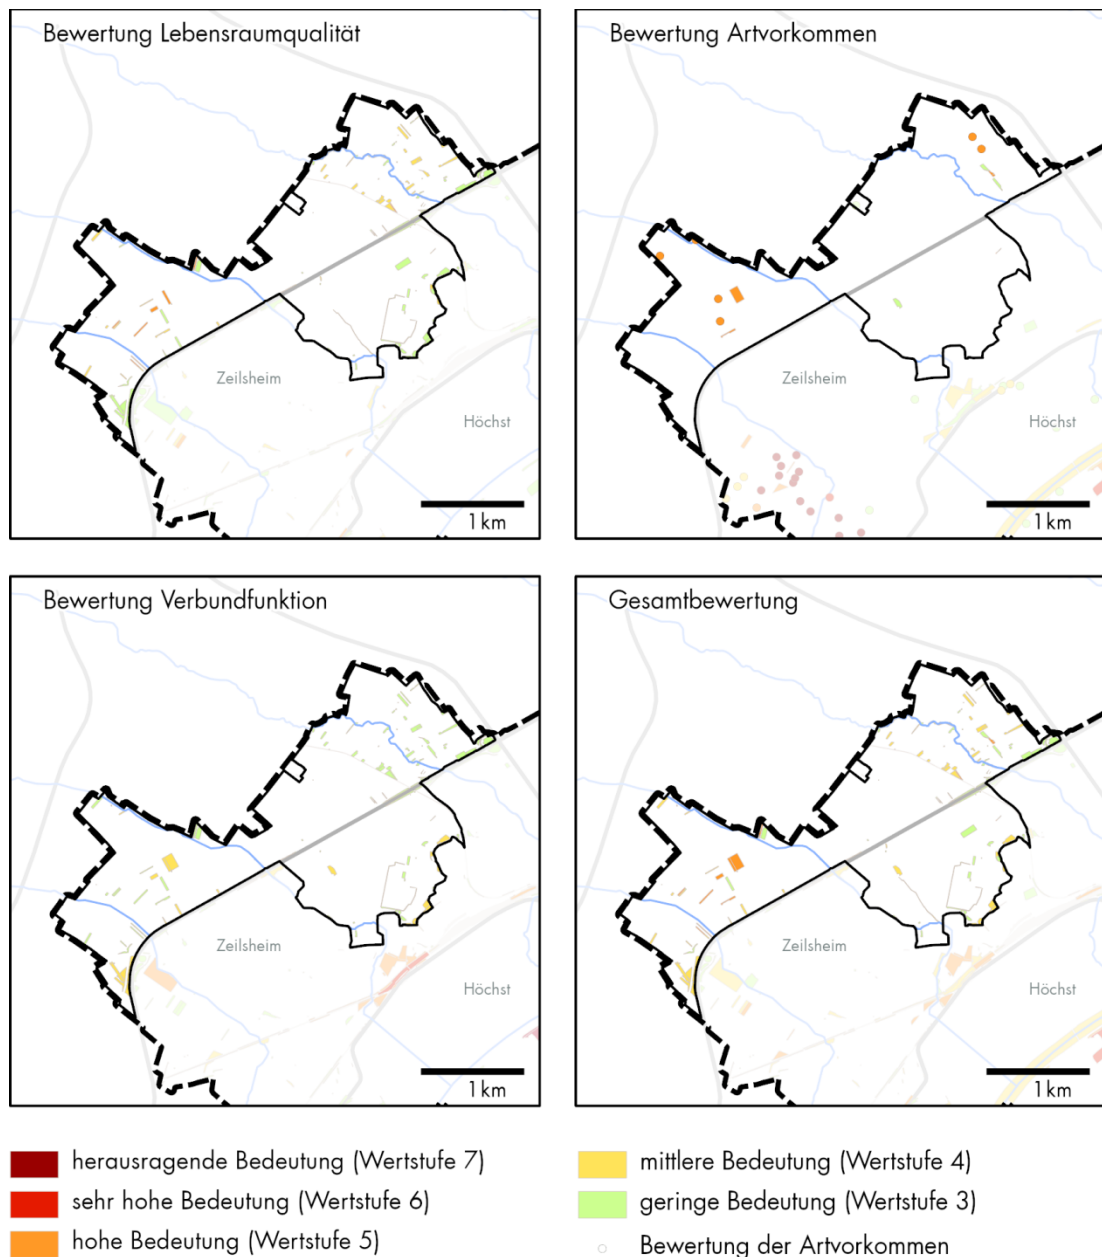 Bewertung Lebensraumqualität
Zeilsheim
Höchst
1 km
Bewertung Artvorkommen
Zeilsheim
Höchst
1 km
Bewertung Verbundfunktion
Zeilsheim
Höchst
1 km
Gesamtbewertung
Zeilsheim
Höchst
1 km
herausragende Bedeutung (Wertstufe 7)
sehr hohe Bedeutung (Wertstufe 6)
hohe Bedeutung (Wertstufe 5)
mittlere Bedeutung (Wertstufe 4)
geringe Bedeutung (Wertstufe 3)
Bewertung der Artvorkommen